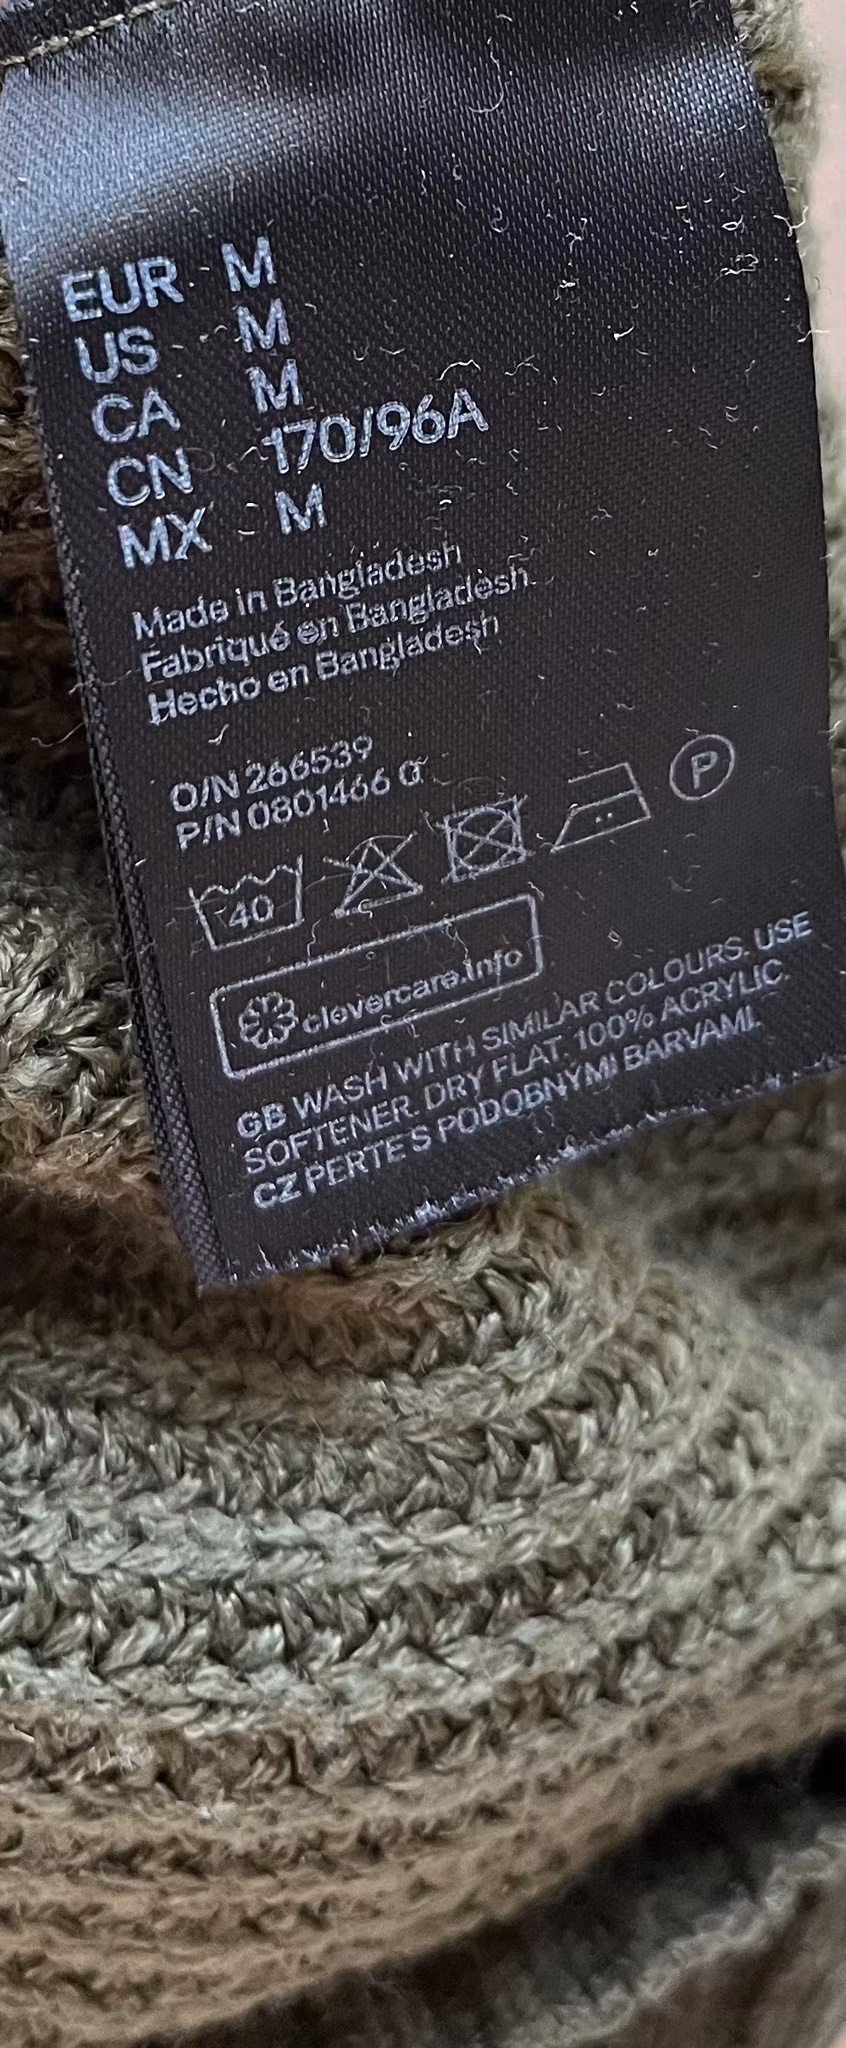 EUR M
US M
CA M
CN 170/96A
MX M
Made in Bangladesh
Fabriqué en Bangladesh
Hecho en Bangladesh
O/N 266539
P/N 0801466 α
40 P
clevercare.info
GB WASH WITH SIMILAR COLOURS. USE
SOFTENER. DRY FLAT. 100% ACRYLIC.
CZ PERTE S PODOBNÝMI BARVAMI.